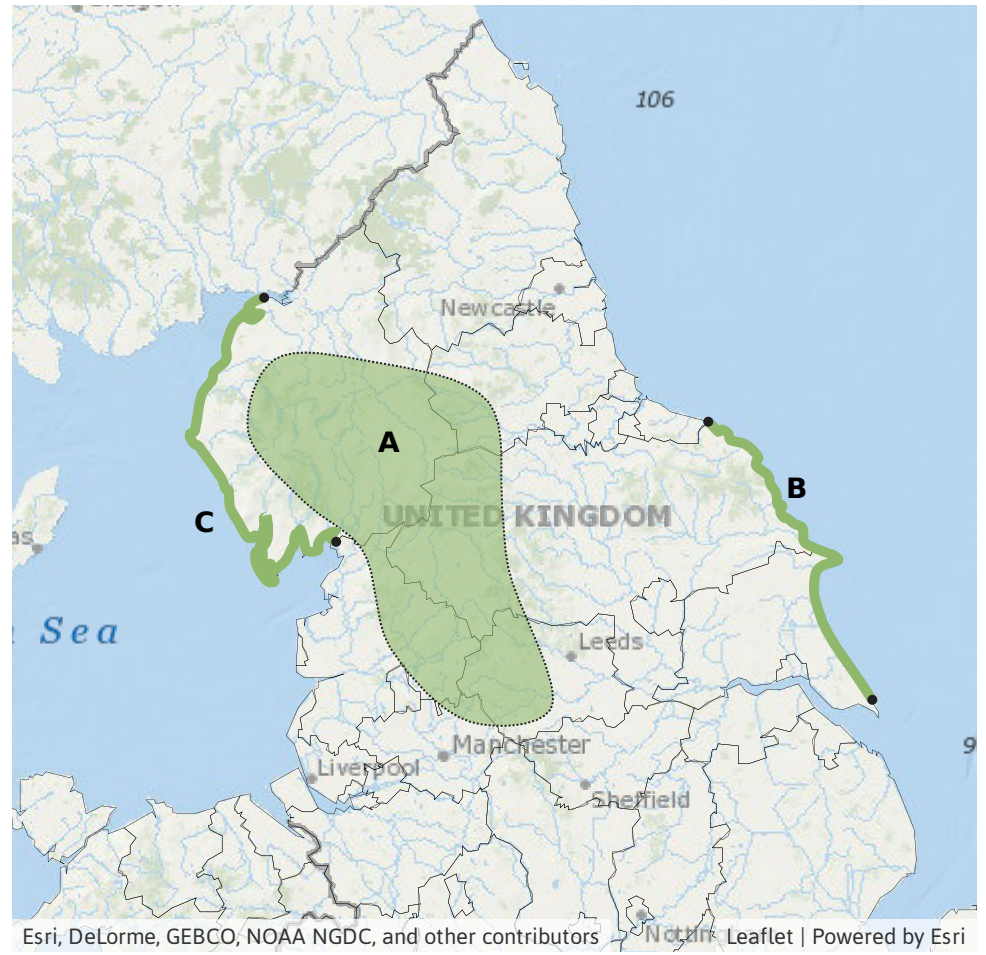 106
Newcastle
A
B
UNITED KINGDOM
C
as
Sea
Leeds
9
Manchester
Liverpool
Sheffield
Esri, DeLorme, GEBCO, NOAA NGDC, and other contributors
Leaflet | Powered by Esri